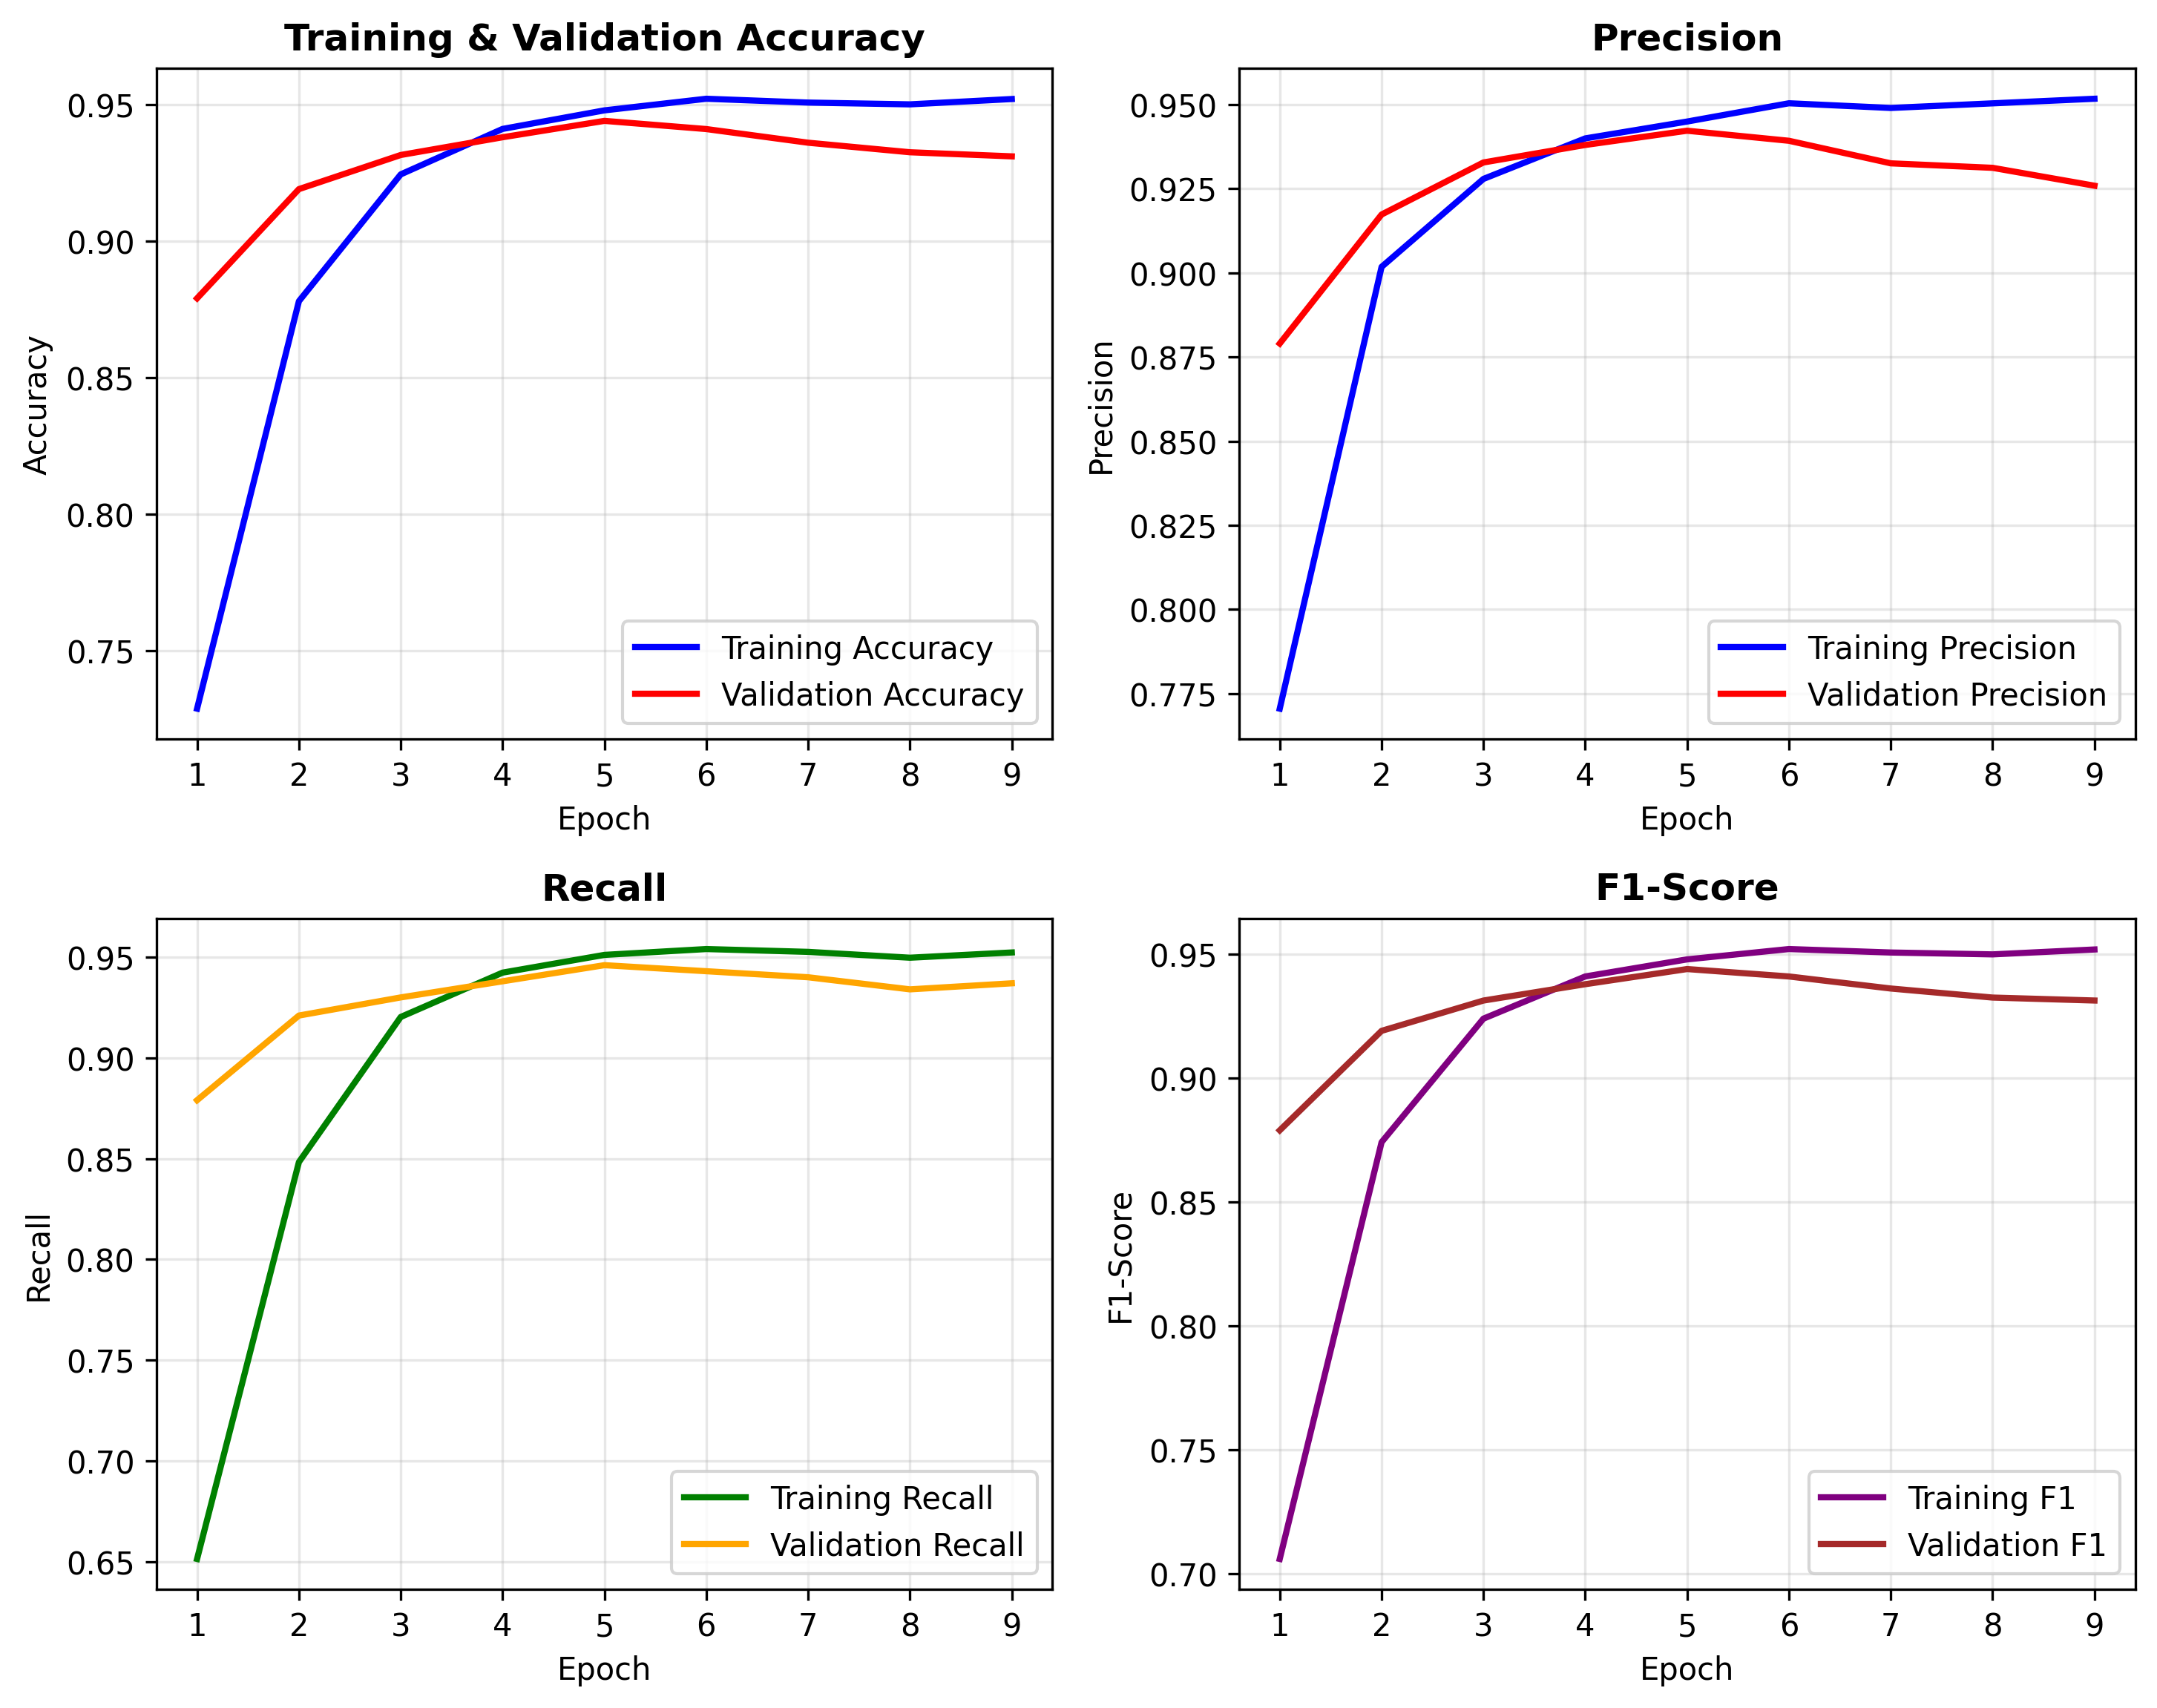 Training & Validation Accuracy
Accuracy
0.95
0.90
0.85
0.80
0.75
Training Accuracy
Validation Accuracy
1 2 3 4 5 6 7 8 9
Epoch
Precision
Precision
0.950
0.925
0.900
0.875
0.850
0.825
0.800
0.775
Training Precision
Validation Precision
1 2 3 4 5 6 7 8 9
Epoch
Recall
Recall
0.95
0.90
0.85
0.80
0.75
0.70
0.65
Training Recall
Validation Recall
1 2 3 4 5 6 7 8 9
Epoch
F1-Score
F1-Score
0.95
0.90
0.85
0.80
0.75
0.70
Training F1
Validation F1
1 2 3 4 5 6 7 8 9
Epoch